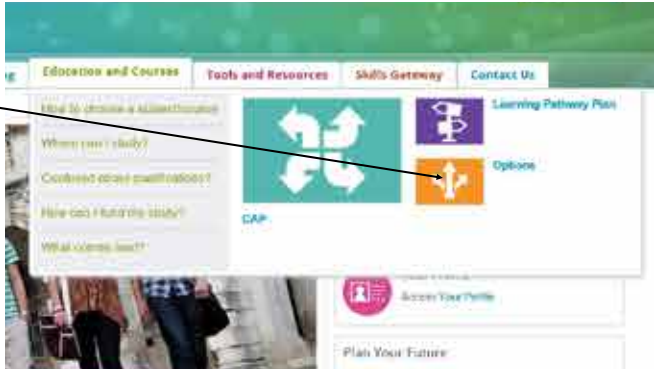 Education and Courses
Tools and Resources
Skills Gateway
Contact Us
How to choose a
Where can I study?
Confused about qualifications?
How can I fund my study?
What comes next?
CAP
Learning Pathway Plan
Options
Access Your Profile
Plan Your Future